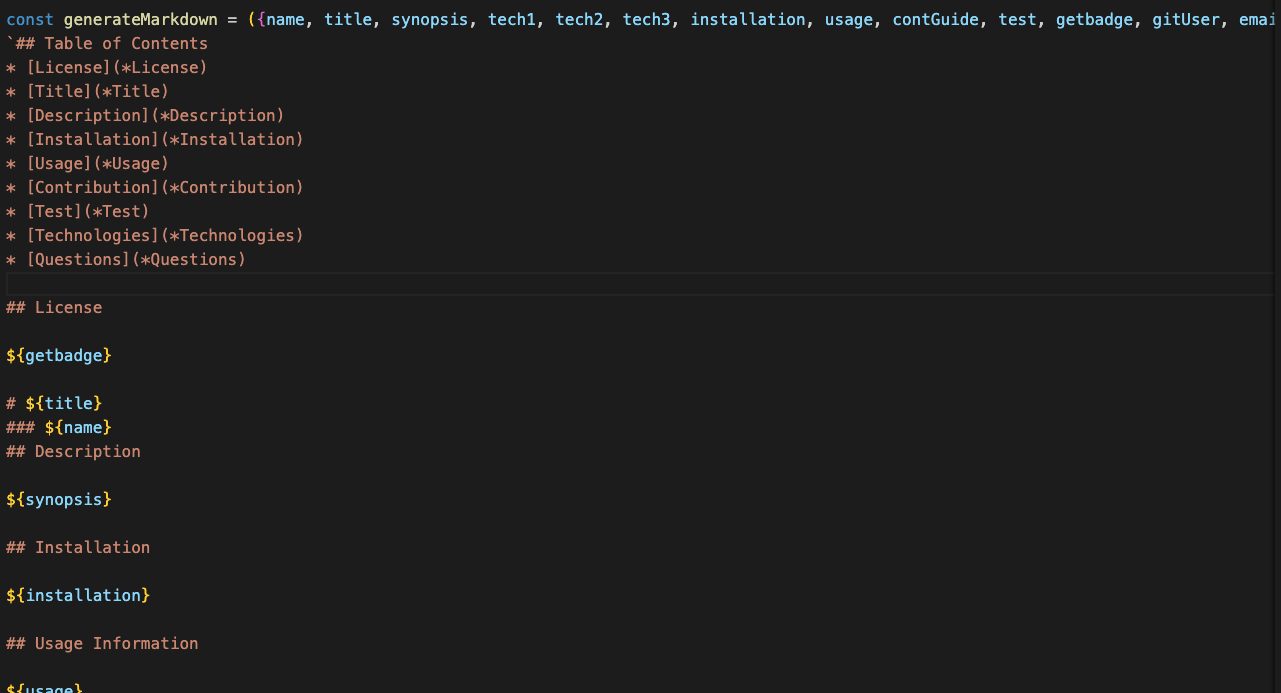 const generateMarkdown = ({name, title, synopsis, tech1, tech2, tech3, installation, usage, contGuide, test, getbadge, gitUser, emai
`## Table of Contents
* [License](*License)
* [Title](*Title)
* [Description](*Description)
* [Installation](*Installation)
* [Usage](*Usage)
* [Contribution](*Contribution)
* [Test](*Test)
* [Technologies](*Technologies)
* [Questions](*Questions)
## License
${getbadge}
# ${title}
### ${name}
## Description
${synopsis}
## Installation
${installation}
## Usage Information
${usage}